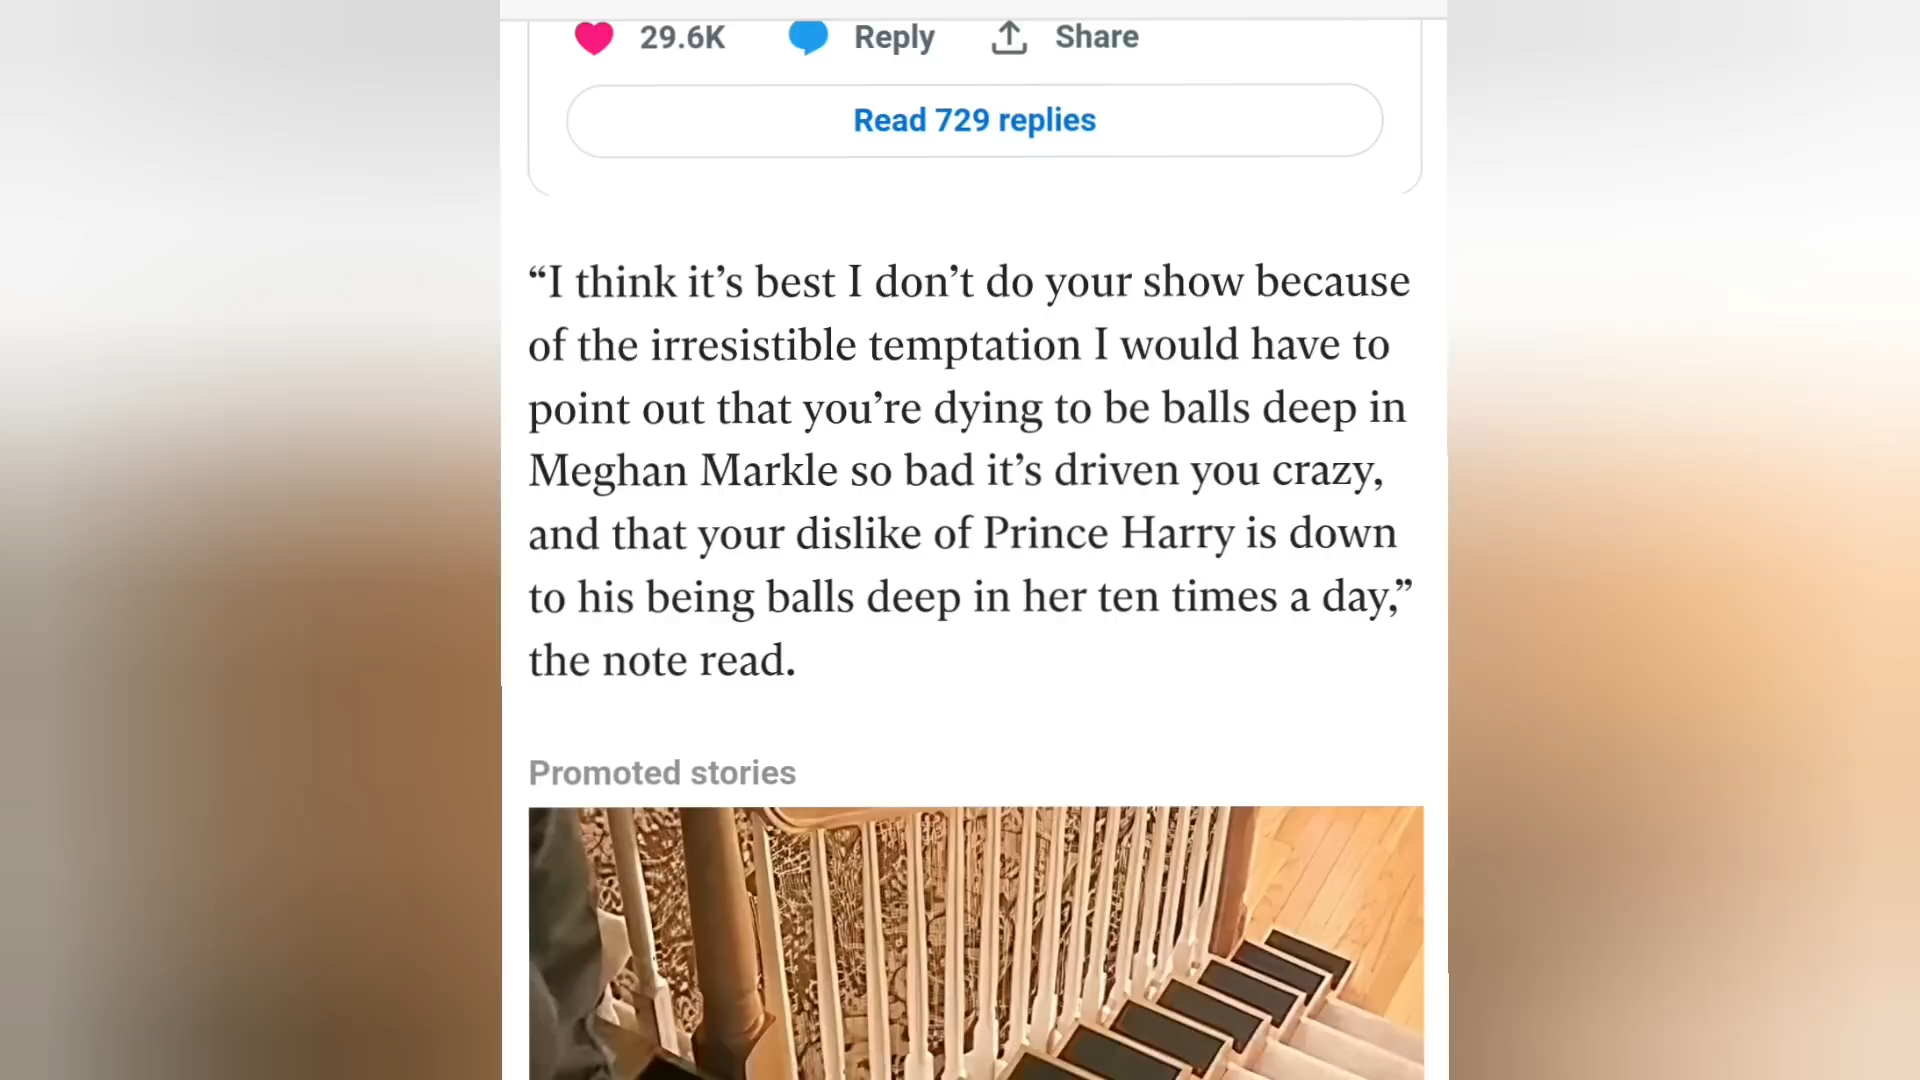 29.6K Reply Share
Read 729 replies
“I think it’s best I don’t do your show because
of the irresistible temptation I would have to
point out that you’re dying to be balls deep in
Meghan Markle so bad it’s driven you crazy,
and that your dislike of Prince Harry is down
to his being balls deep in her ten times a day,”
the note read.
Promoted stories